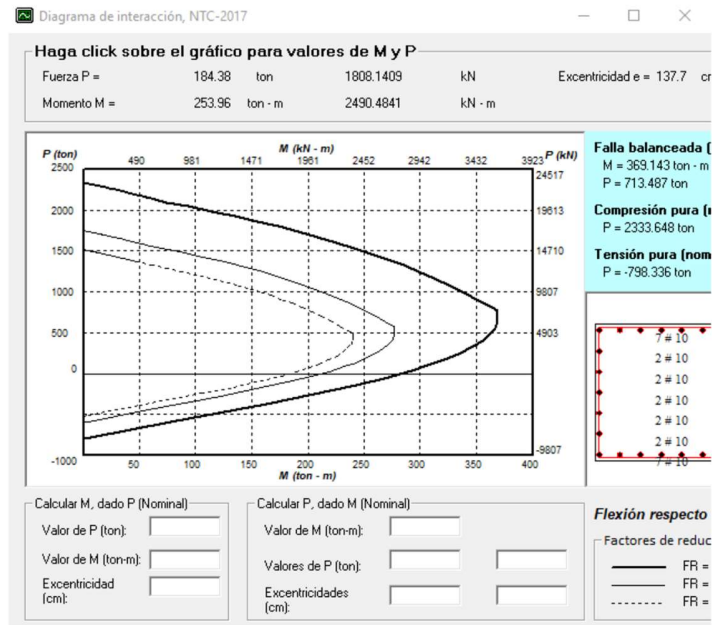 Diagrama de interacción, NTC-2017
Haga click sobre el gráfico para valores de M y P
Fuerza P = 184.38 ton 1808.1409 kN Excentricidad e = 137.7
Momento M = 253.96 ton - m 2490.4841 kN - m
P (ton) M (kN - m) P (kN)
490 981 1471 1961 2452 2942 3432 3923
2500 24517
2000 19613
1500 14710
1000 9807
500 4903
0
-1000 -9807
50 100 150 200 250 300 350 400
M (ton - m)
Falla balanceada (
M = 369.143 ton - m
P = 713.487 ton
Compresión pura (
P = 2333.648 ton
Tensión pura (nom
P = -798.336 ton
7 # 10
2 # 10
2 # 10
2 # 10
2 # 10
2 # 10
7 # 10
Calcular M, dado P (Nominal)
Valor de P (ton):
Valor de M (ton-m):
Excentricidad
(cm):
Calcular P, dado M (Nominal)
Valor de M (ton-m):
Valores de P (ton):
Excentricidades
(cm):
Flexión respecto
Factores de reduc
FR =
FR =
FR =